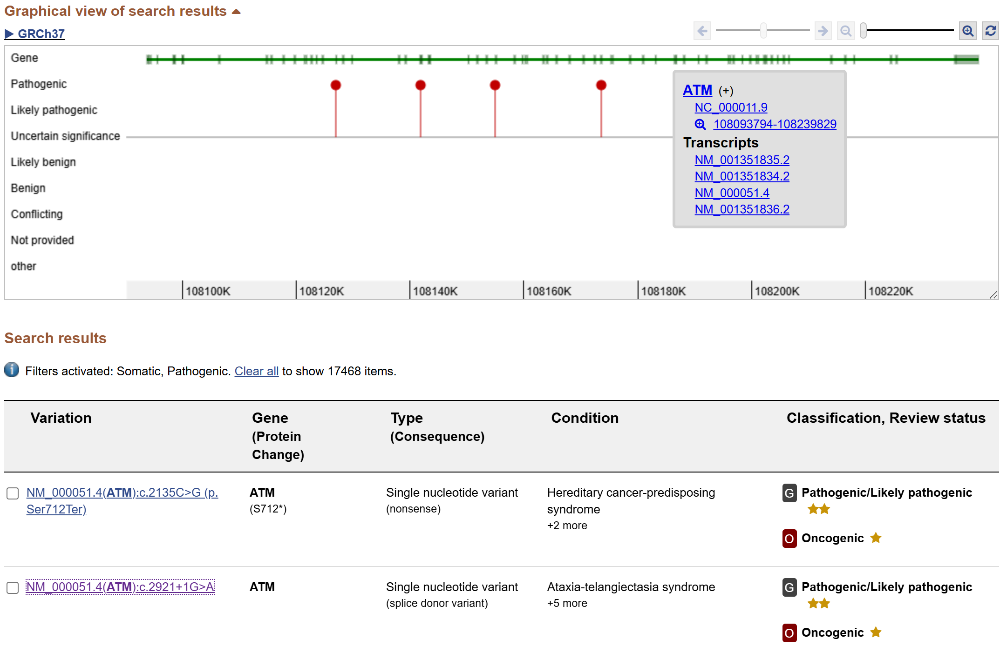 Graphical view of search results
GRCh37
Gene
Pathogenic
Likely pathogenic
Uncertain significance
Likely benign
Benign
Conflicting
Not provided
other
ATM (+)
NC_000011.9
108093794-108239829
Transcripts
NM_001351835.2
NM_001351834.2
NM_000051.4
NM_001351836.2
108100K 108120K 108140K 108160K 108180K 108200K 108220K
Search results
Filters activated: Somatic, Pathogenic. Clear all to show 17468 items.
Variation
Gene
(Protein
Change)
Type
(Consequence)
Condition
Classification, Review status
NM_000051.4(ATM):c.2135C>G (p.
Ser712Ter)
ATM
(S712*)
Single nucleotide variant
(nonsense)
Hereditary cancer-predisposing
syndrome
+2 more
G Pathogenic/Likely pathogenic
O Oncogenic
NM_000051.4(ATM):c.2921+1G>A
ATM
Single nucleotide variant
(splice donor variant)
Ataxia-telangiectasia syndrome
+5 more
G Pathogenic/Likely pathogenic
O Oncogenic